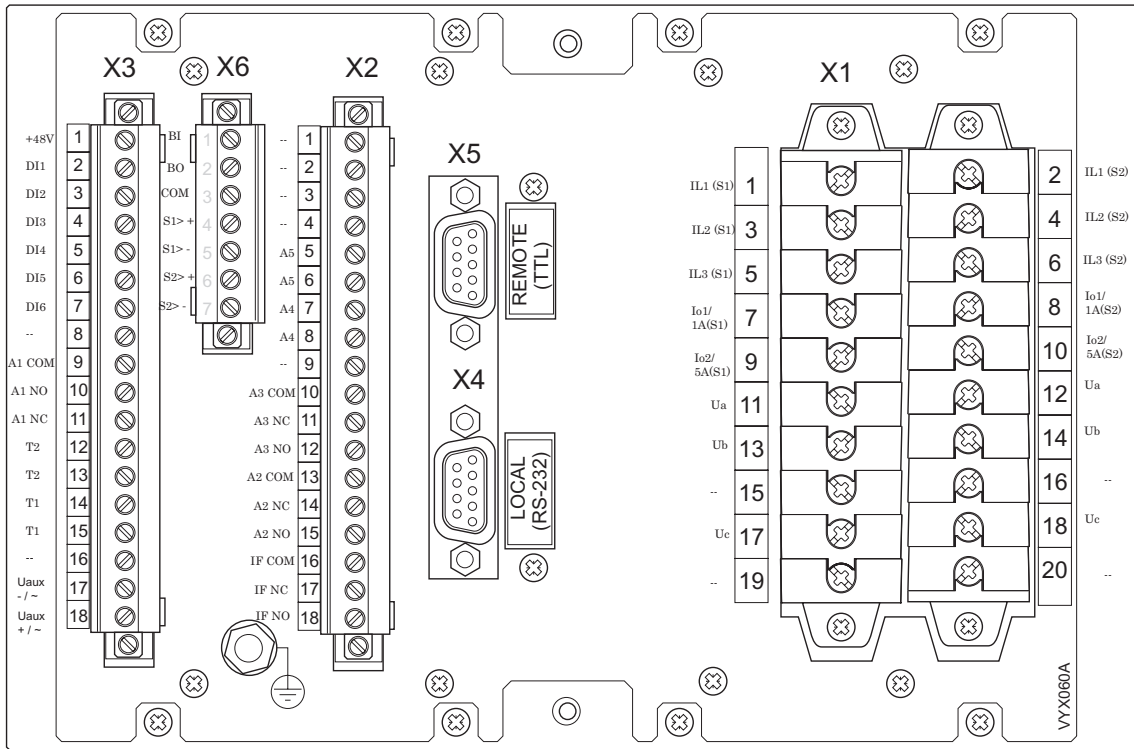 X3
X6
X2
X1
+48V 1
DI1 2
DI2 3
DI3 4
DI4 5
DI5 6
DI6 7
-- 8
A1 COM 9
A1 NO 10
A1 NC 11
T2 12
T2 13
T1 14
T1 15
-- 16
Uaux
- / ~ 17
Uaux
+ / ~ 18
BI 1
BO 2
COM 3
S1> + 4
S1> - 5
S2> + 6
S2> - 7
-- 1
-- 2
-- 3
-- 4
A5 5
A5 6
A4 7
A4 8
-- 9
A3 COM 10
A3 NC 11
A3 NO 12
A2 COM 13
A2 NC 14
A2 NO 15
IF COM 16
IF NC 17
IF NO 18
X5
REMOTE
(TTL)
X4
LOCAL
(RS-232)
IL1 (S1) 1
IL2 (S1) 3
IL3 (S1) 5
Io1/
1A(S1) 7
Io2/
5A(S1) 9
Ua 11
Ub 13
-- 15
Uc 17
-- 19
2 IL1 (S2)
4 IL2 (S2)
6 IL3 (S2)
8 Io1/
1A(S2)
10 Io2/
5A(S2)
12 Ua
14 Ub
16 --
18 Uc
20 --
VYX060A